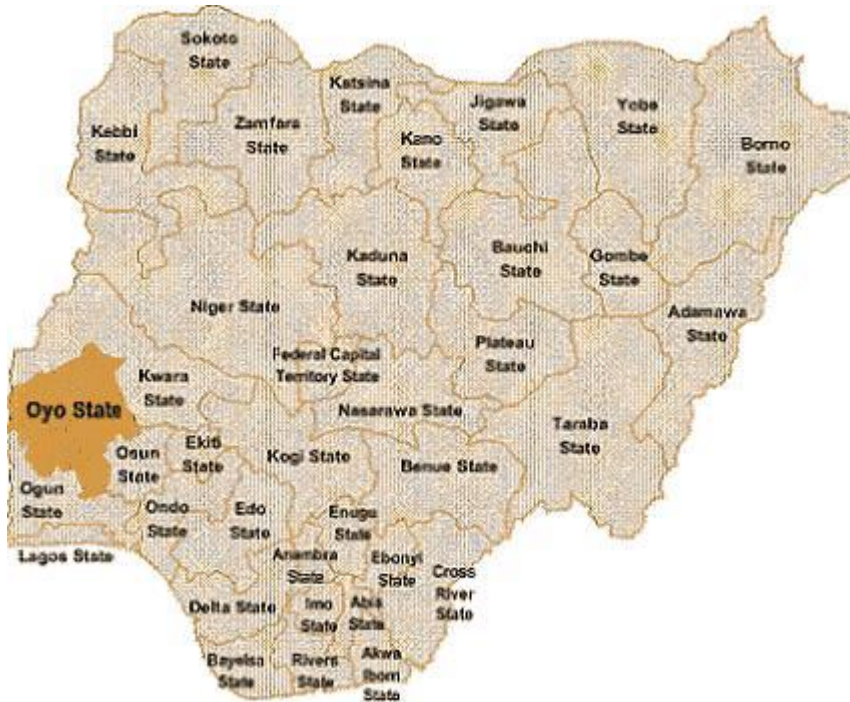 Sokoto
State
Katsina
State
Jigawa
State
Yobe
State
Kebbi
State
Zamfara
State
Kano
State
Borno
State
Kaduna
State
Bauchi
State
Gombe
State
Niger State
Adamawa
State
Federal Capital
Territory State
Plateau
State
Kwara
State
Oyo State
Nasarawa State
Taraba
State
Osun
State
Ekiti
State
Kogi State
Benue State
Ogun
State
Ondo
State
Edo
State
Enugu
State
Lagos State
Anambra
State
Ebonyi
State
Cross
River
State
Delta State
Imo
State
Abia
State
Bayelsa
State
Rivers
State
Akwa
Ibom
State